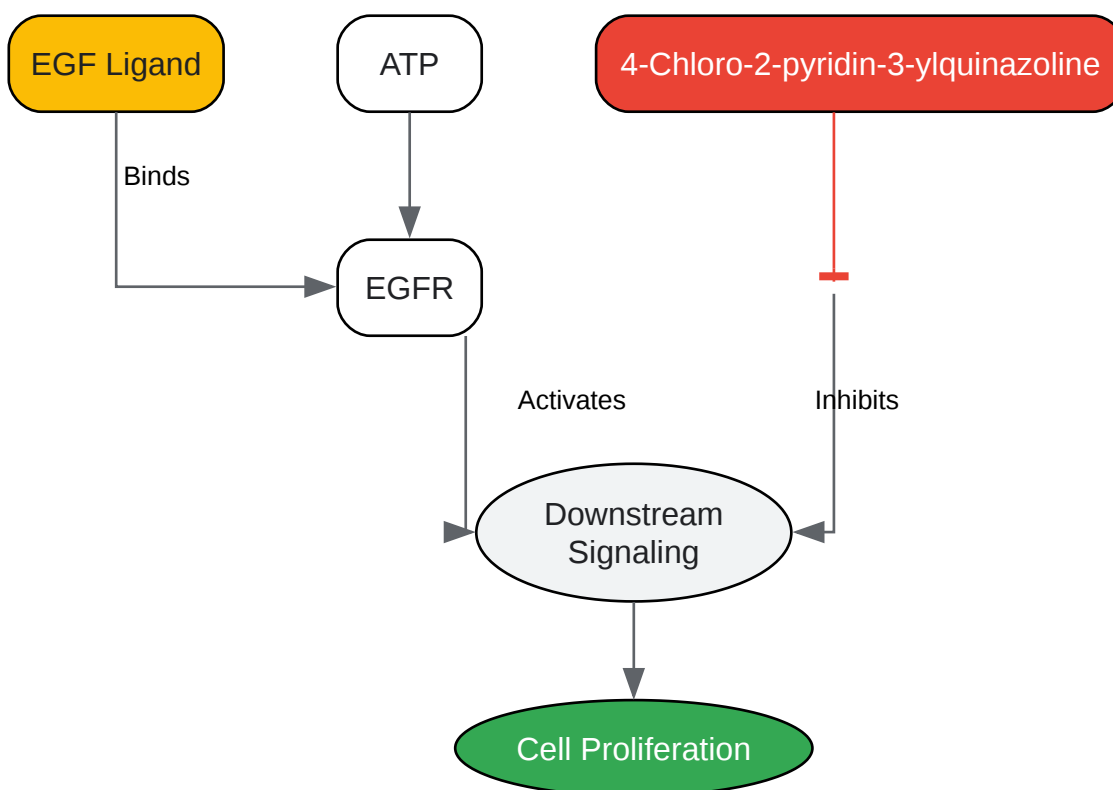 EGF Ligand
ATP
4-Chloro-2-pyridin-3-ylquinazoline
Binds
EGFR
Activates
Inhibits
Downstream
Signaling
Cell Proliferation